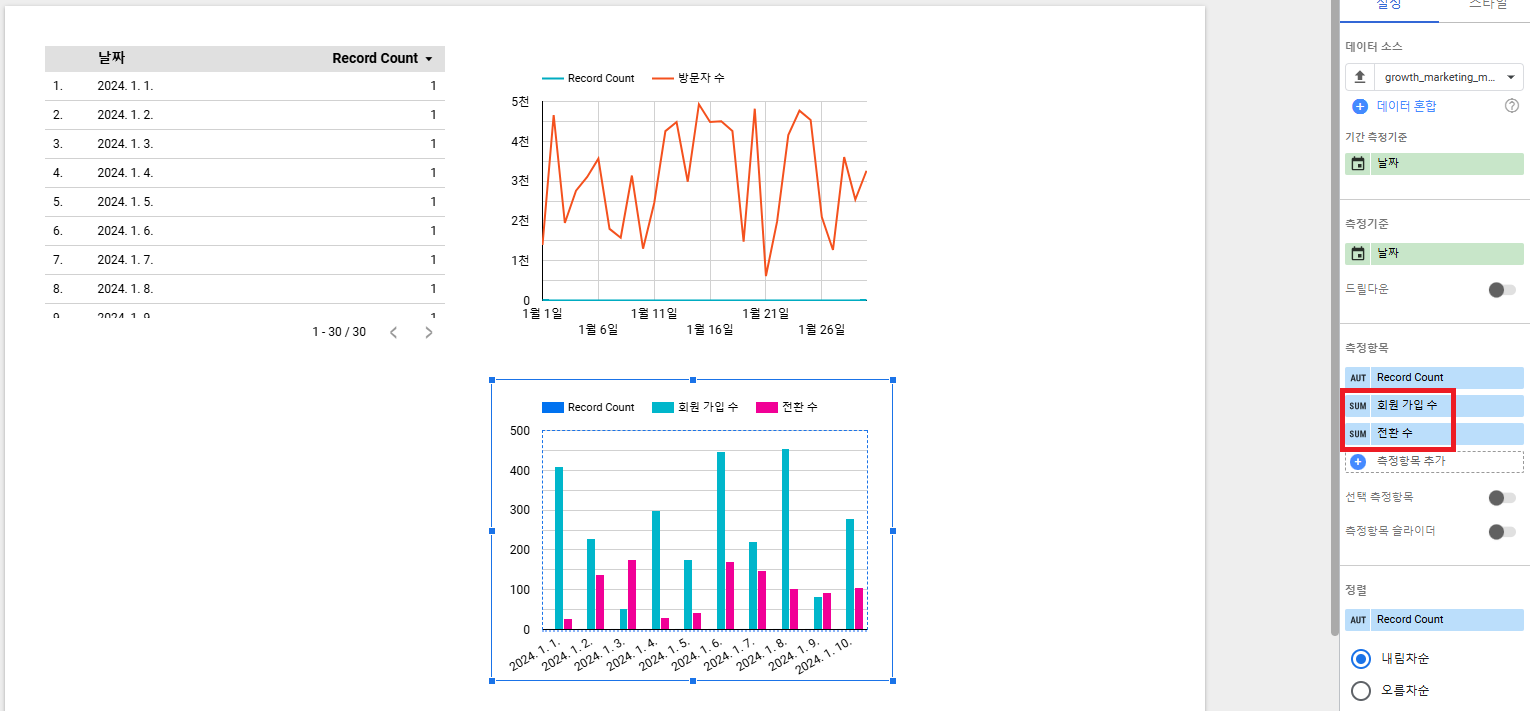 날짜 Record Count
1. 2024. 1. 1. 1
2. 2024. 1. 2. 1
3. 2024. 1. 3. 1
4. 2024. 1. 4. 1
5. 2024. 1. 5. 1
6. 2024. 1. 6. 1
7. 2024. 1. 7. 1
8. 2024. 1. 8. 1
9. 2024. 1. 9. 1
1 - 30 / 30
Record Count 방문자 수
5천
4천
3천
2천
1천
0
1월 1일 1월 11일 1월 21일
1월 6일 1월 16일 1월 26일
Record Count 회원 가입 수 전환 수
500
400
300
200
100
0
2024. 1. 1. 2024. 1. 2. 2024. 1. 3. 2024. 1. 4. 2024. 1. 5. 2024. 1. 6. 2024. 1. 7. 2024. 1. 8. 2024. 1. 9. 2024. 1. 10.
설정 스타일
데이터 소스
growth_marketing_m...
데이터 혼합
기간 측정기준
날짜
측정기준
날짜
드릴다운
측정항목
AUT Record Count
SUM 회원 가입 수
SUM 전환 수
측정항목 추가
선택 측정항목
측정항목 슬라이더
정렬
AUT Record Count
내림차순
오름차순